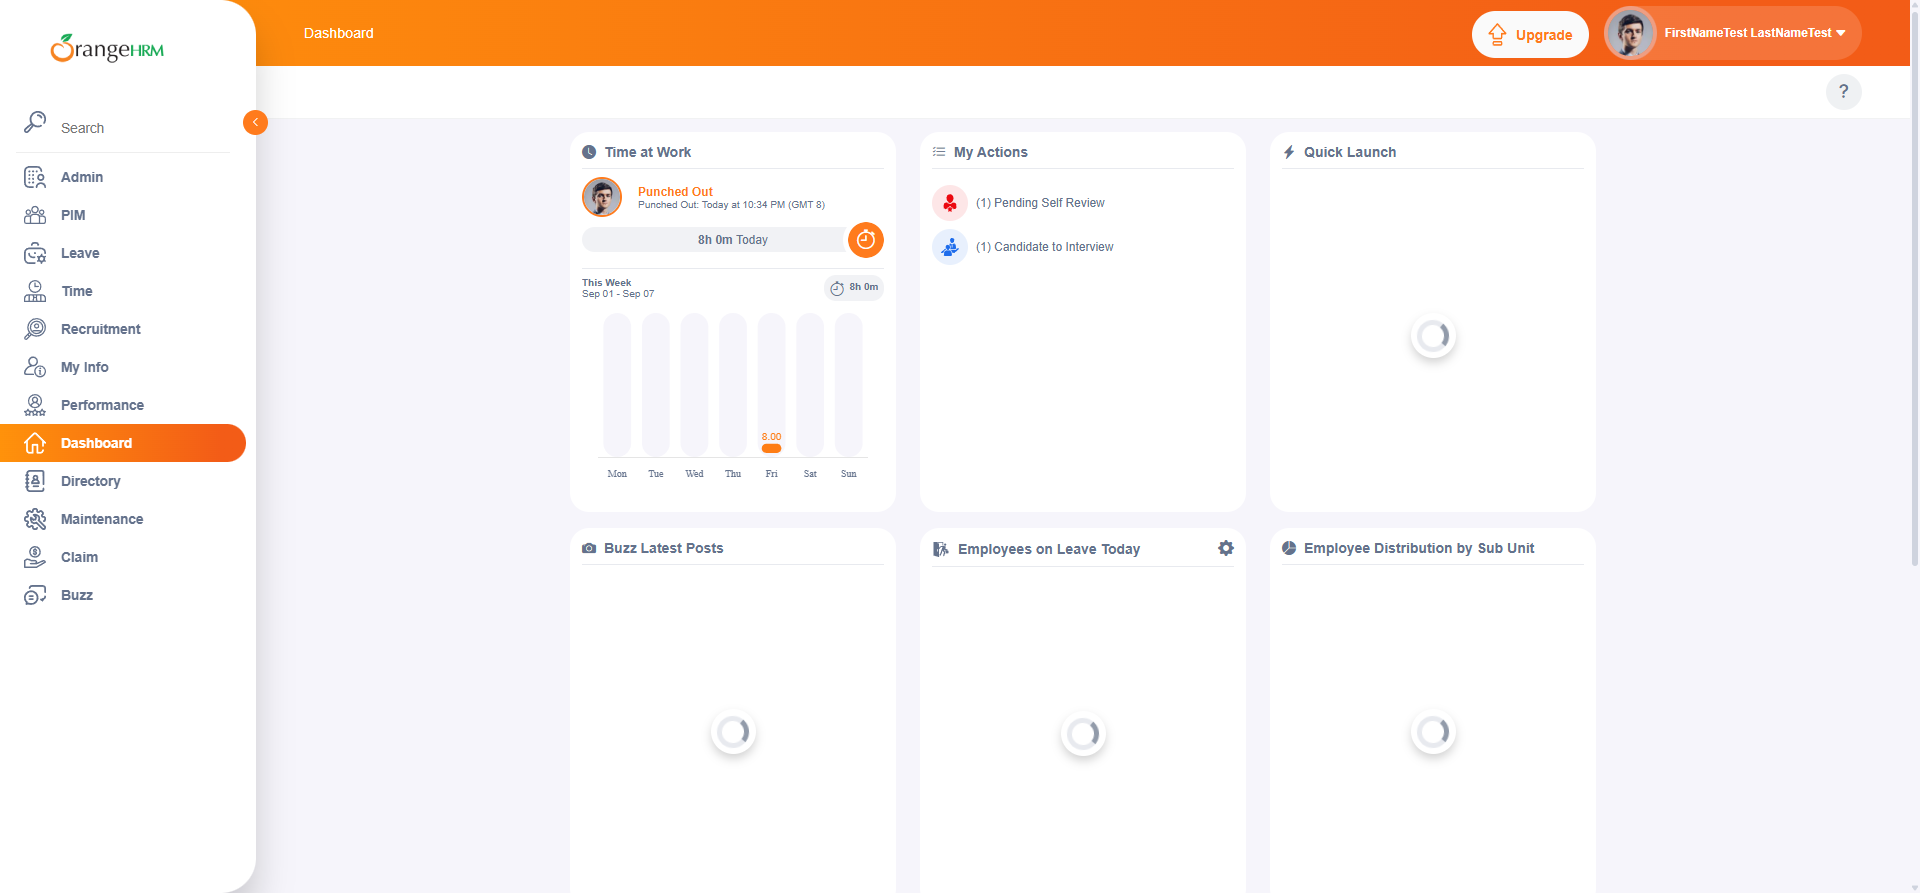 OrangeHRM
Dashboard
Upgrade
FirstNameTest LastNameTest
?
Search
Admin
PIM
Leave
Time
Recruitment
My Info
Performance
Dashboard
Directory
Maintenance
Claim
Buzz
Time at Work
Punched Out
Punched Out: Today at 10:34 PM (GMT 8)
8h 0m Today
This Week
Sep 01 - Sep 07
8h 0m
8.00
Mon Tue Wed Thu Fri Sat Sun
My Actions
(1) Pending Self Review
(1) Candidate to Interview
Quick Launch
Buzz Latest Posts
Employees on Leave Today
Employee Distribution by Sub Unit